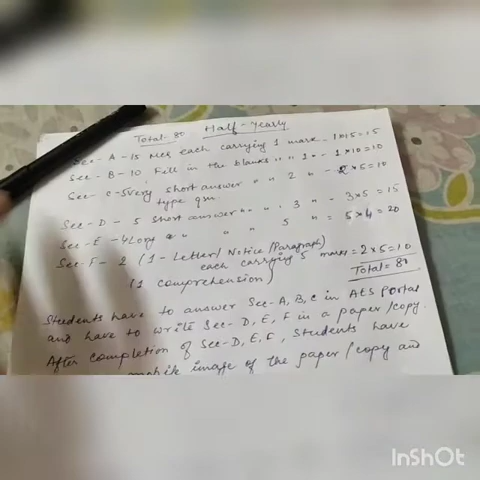 Total - 80 Half - Yearly
Sec - A - 15 MCQ each carrying 1 mark - 1×15=15
Sec - B - 10, Fill in the blanks " " 1 " - 1×10=10
Sec - C - 5 very short answer " " 2 " - 2×5=10
type qsn.
Sec - D - 5 short answer " " 3 " - 3×5=15
Sec - E - 4 Long " " 5 " = 5×4=20
Sec - F - 2 (1 - Letter / Notice / Paragraph)
each carrying 5 marks = 2×5=10
(1 comprehension) Total = 80
Students have to answer Sec - A, B, C in AES Portal
and have to write Sec - D, E, F in a paper / copy.
After completion of Sec - D, E, F, Students have
image of the paper / copy and
InShOt